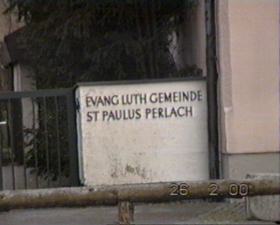 EVANG LUTH GEMEINDE
ST PAULUS PERLACH
26 2.00